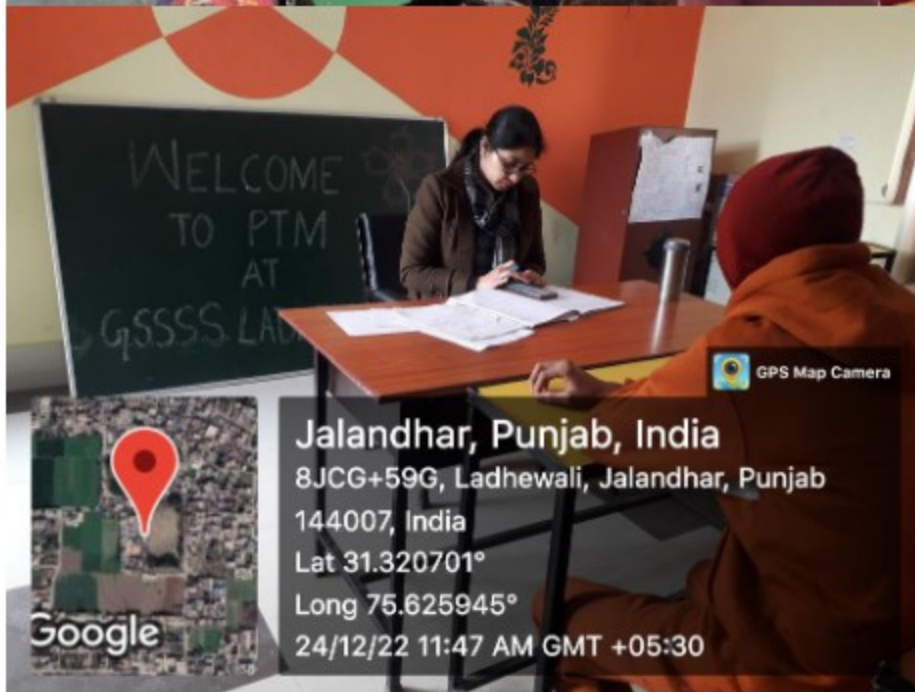 WELCOME
TO PTM
AT
GSSSS LAD
GPS Map Camera
Jalandhar, Punjab, India
8JCG+59G, Ladhewali, Jalandhar, Punjab
144007, India
Lat 31.320701°
Long 75.625945°
24/12/22 11:47 AM GMT +05:30
Google